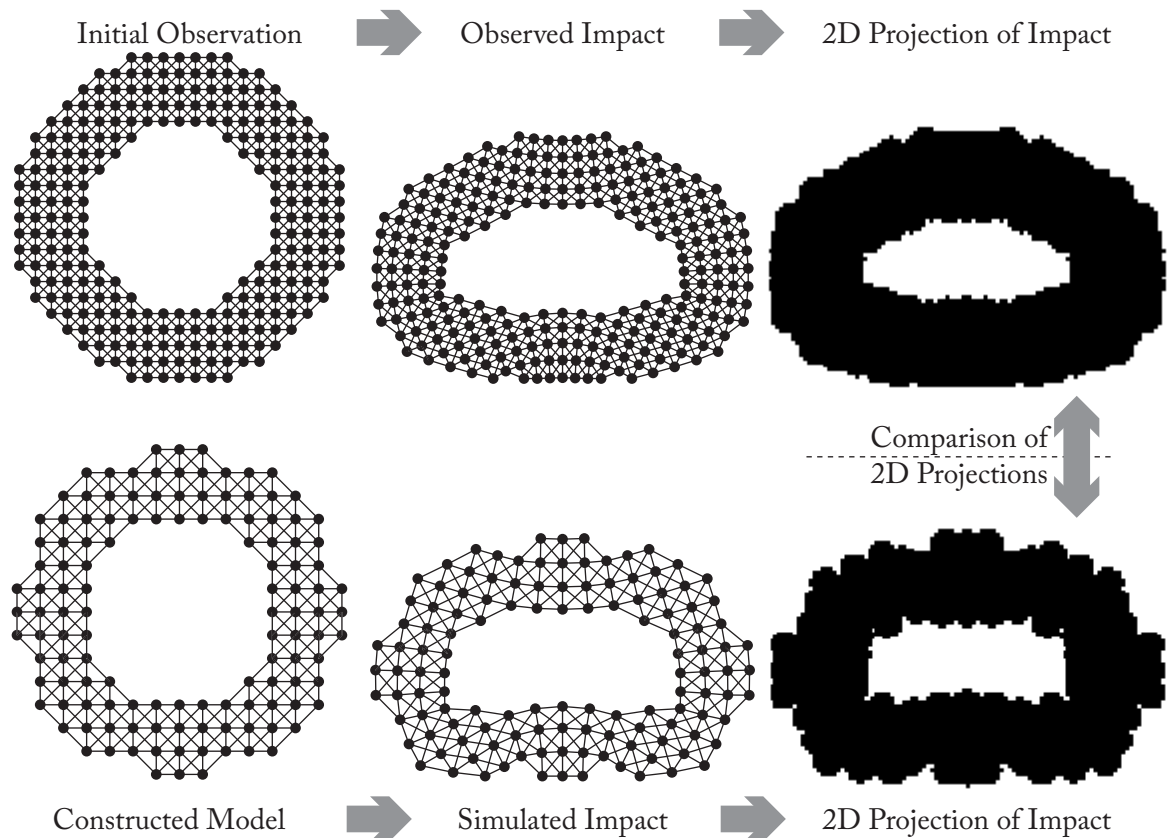 Initial Observation
Observed Impact
2D Projection of Impact
Comparison of
2D Projections
Constructed Model
Simulated Impact
2D Projection of Impact